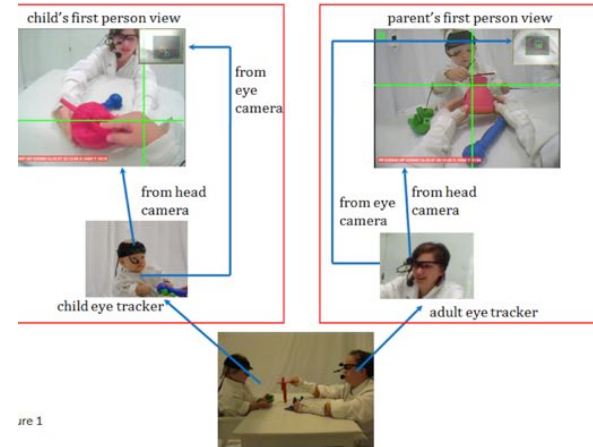 child's first person view
parent's first person view
from
eye
camera
from head
camera
from eye
camera
from head
camera
child eye tracker
adult eye tracker
ure 1